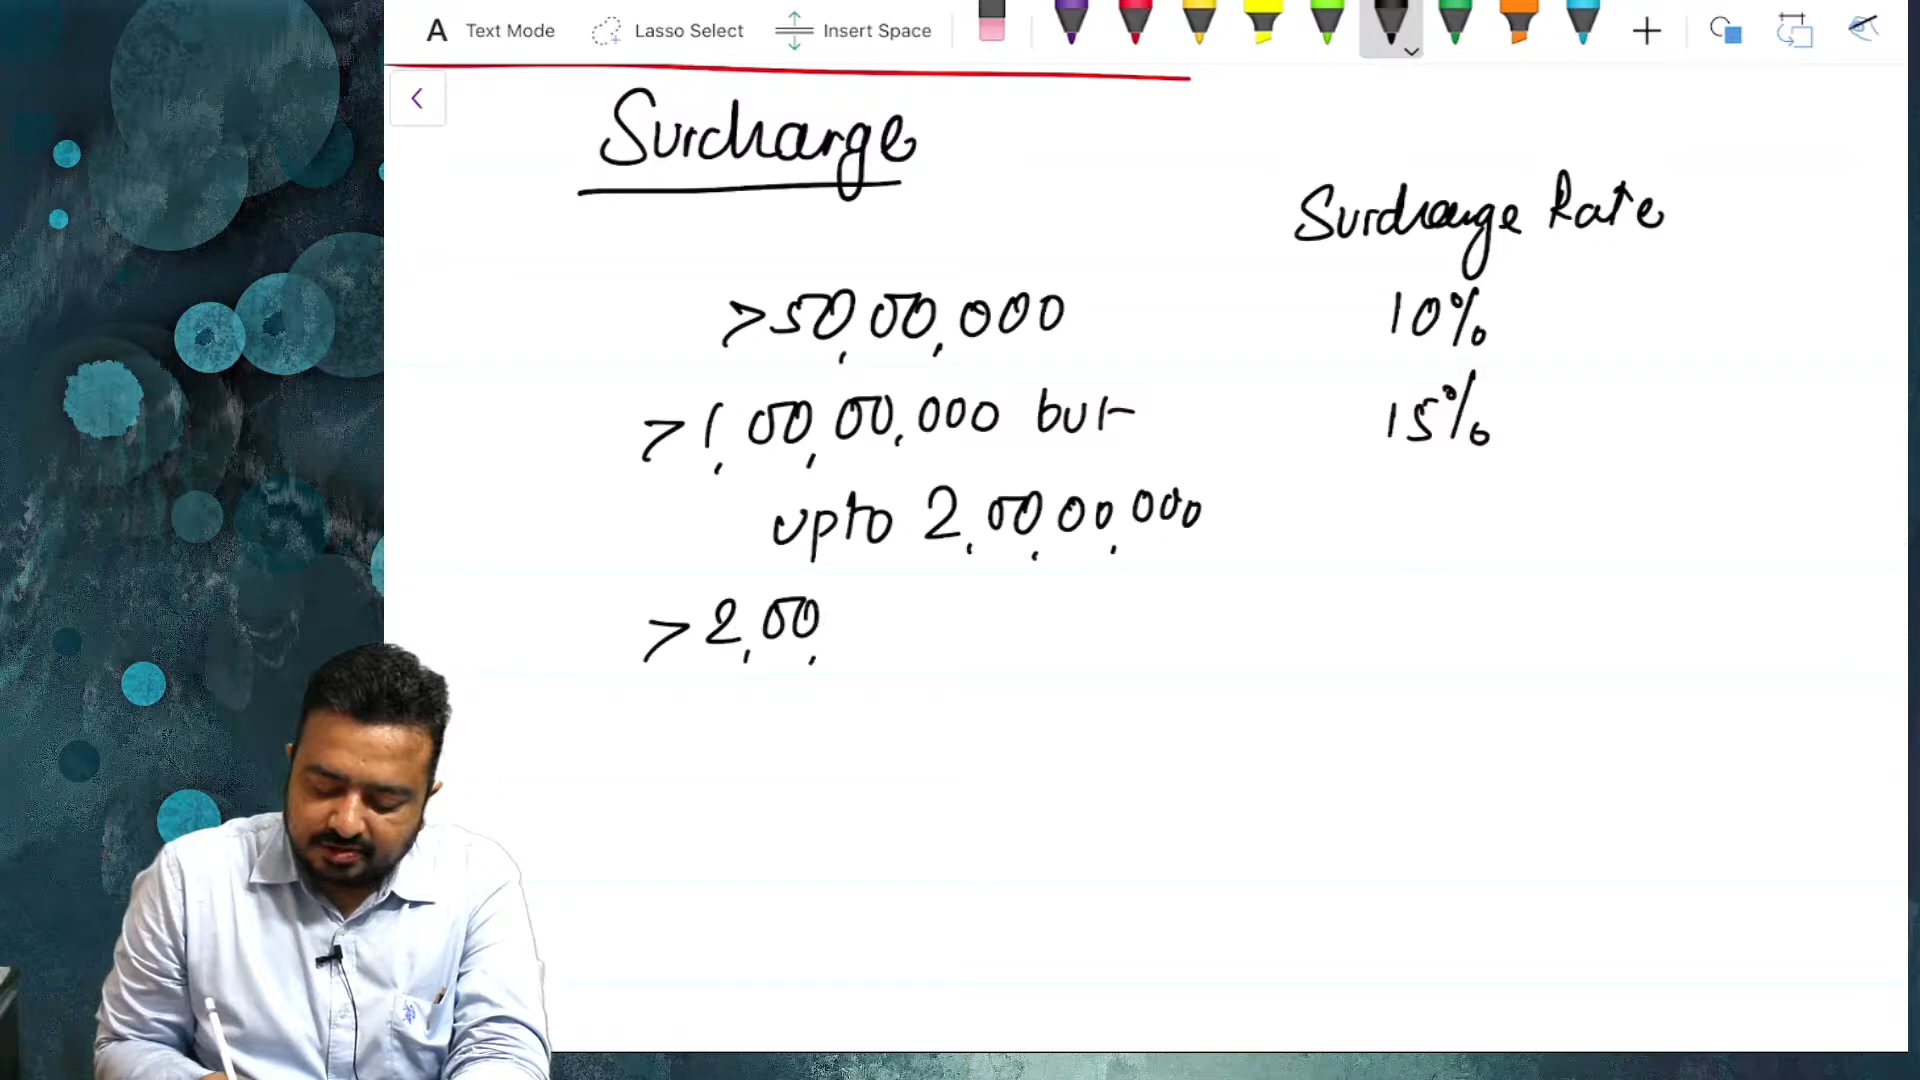 A Text Mode Lasso Select Insert Space
Surcharge
Surcharge Rate
>50,00,000 10%
>1,00,00,000 but 15%
upto 2,00,00,000
>2,00,